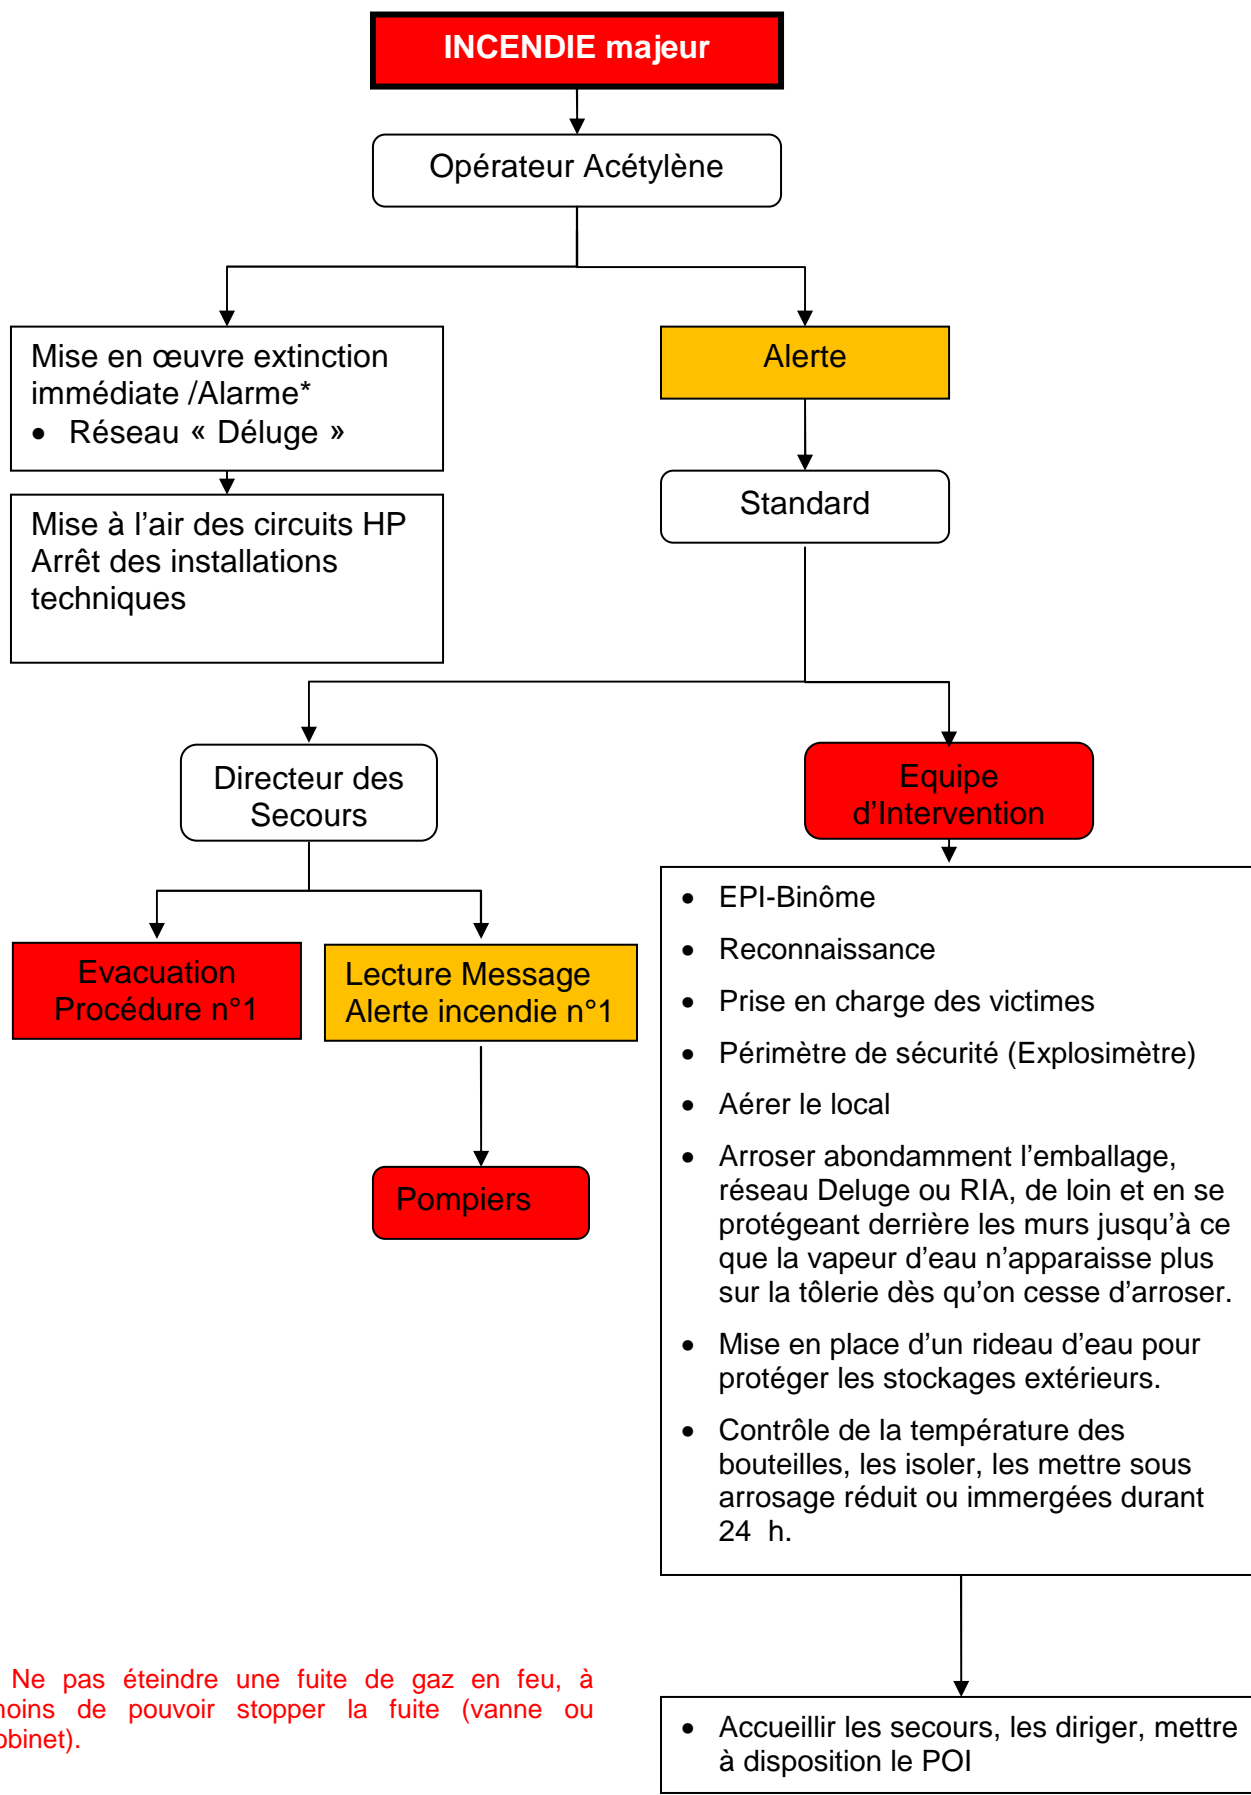 INCENDIE majeur
Opérateur Acétylène
Mise en œuvre extinction
immédiate /Alarme*
• Réseau « Déluge »
Alerte
Mise à l’air des circuits HP
Arrêt des installations
techniques
Standard
Directeur des
Secours
Equipe
d’Intervention
Evacuation
Procédure n°1
Lecture Message
Alerte incendie n°1
Pompiers
• EPI-Binôme
• Reconnaissance
• Prise en charge des victimes
• Périmètre de sécurité (Explosimètre)
• Aérer le local
• Arroser abondamment l’emballage,
réseau Deluge ou RIA, de loin et en se
protégeant derrière les murs jusqu’à ce
que la vapeur d’eau n’apparaisse plus
sur la tôlerie dès qu’on cesse d’arroser.
• Mise en place d’un rideau d’eau pour
protéger les stockages extérieurs.
• Contrôle de la température des
bouteilles, les isoler, les mettre sous
arrosage réduit ou immergées durant
24 h.
Ne pas éteindre une fuite de gaz en feu, à
moins de pouvoir stopper la fuite (vanne ou
obinet).
• Accueillir les secours, les diriger, mettre
à disposition le POI